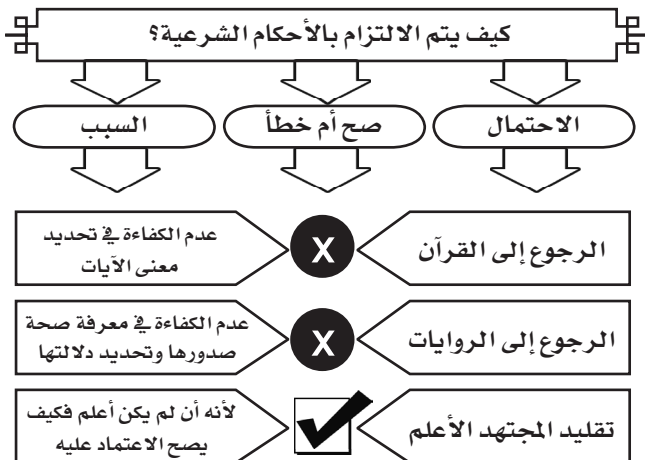 كيف يتم الالتزام بالأحكام الشرعية؟
الاحتمال
صح أم خطأ
السبب
الرجوع إلى القرآن
X
عدم الكفاءة في تحديد
معنى الآيات
الرجوع إلى الروايات
X
عدم الكفاءة في معرفة صحة
صدورها وتحديد دلالتها
تقليد المجتهد الأعلم
لأنه أن لم يكن أعلم فكيف
يصح الاعتماد عليه